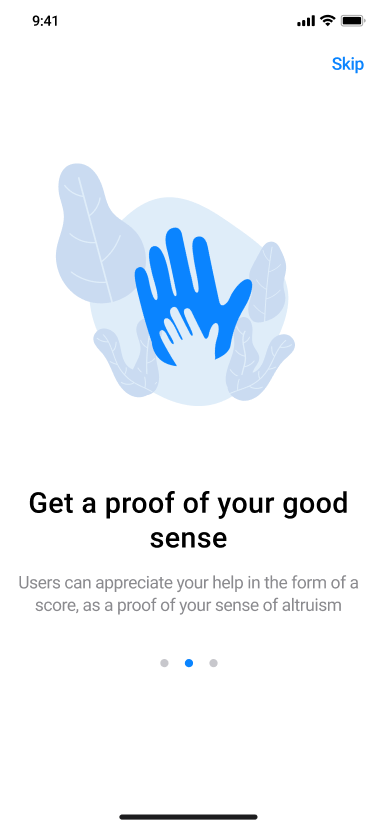 9:41
Skip
Get a proof of your good
sense
Users can appreciate your help in the form of a
score, as a proof of your sense of altruism